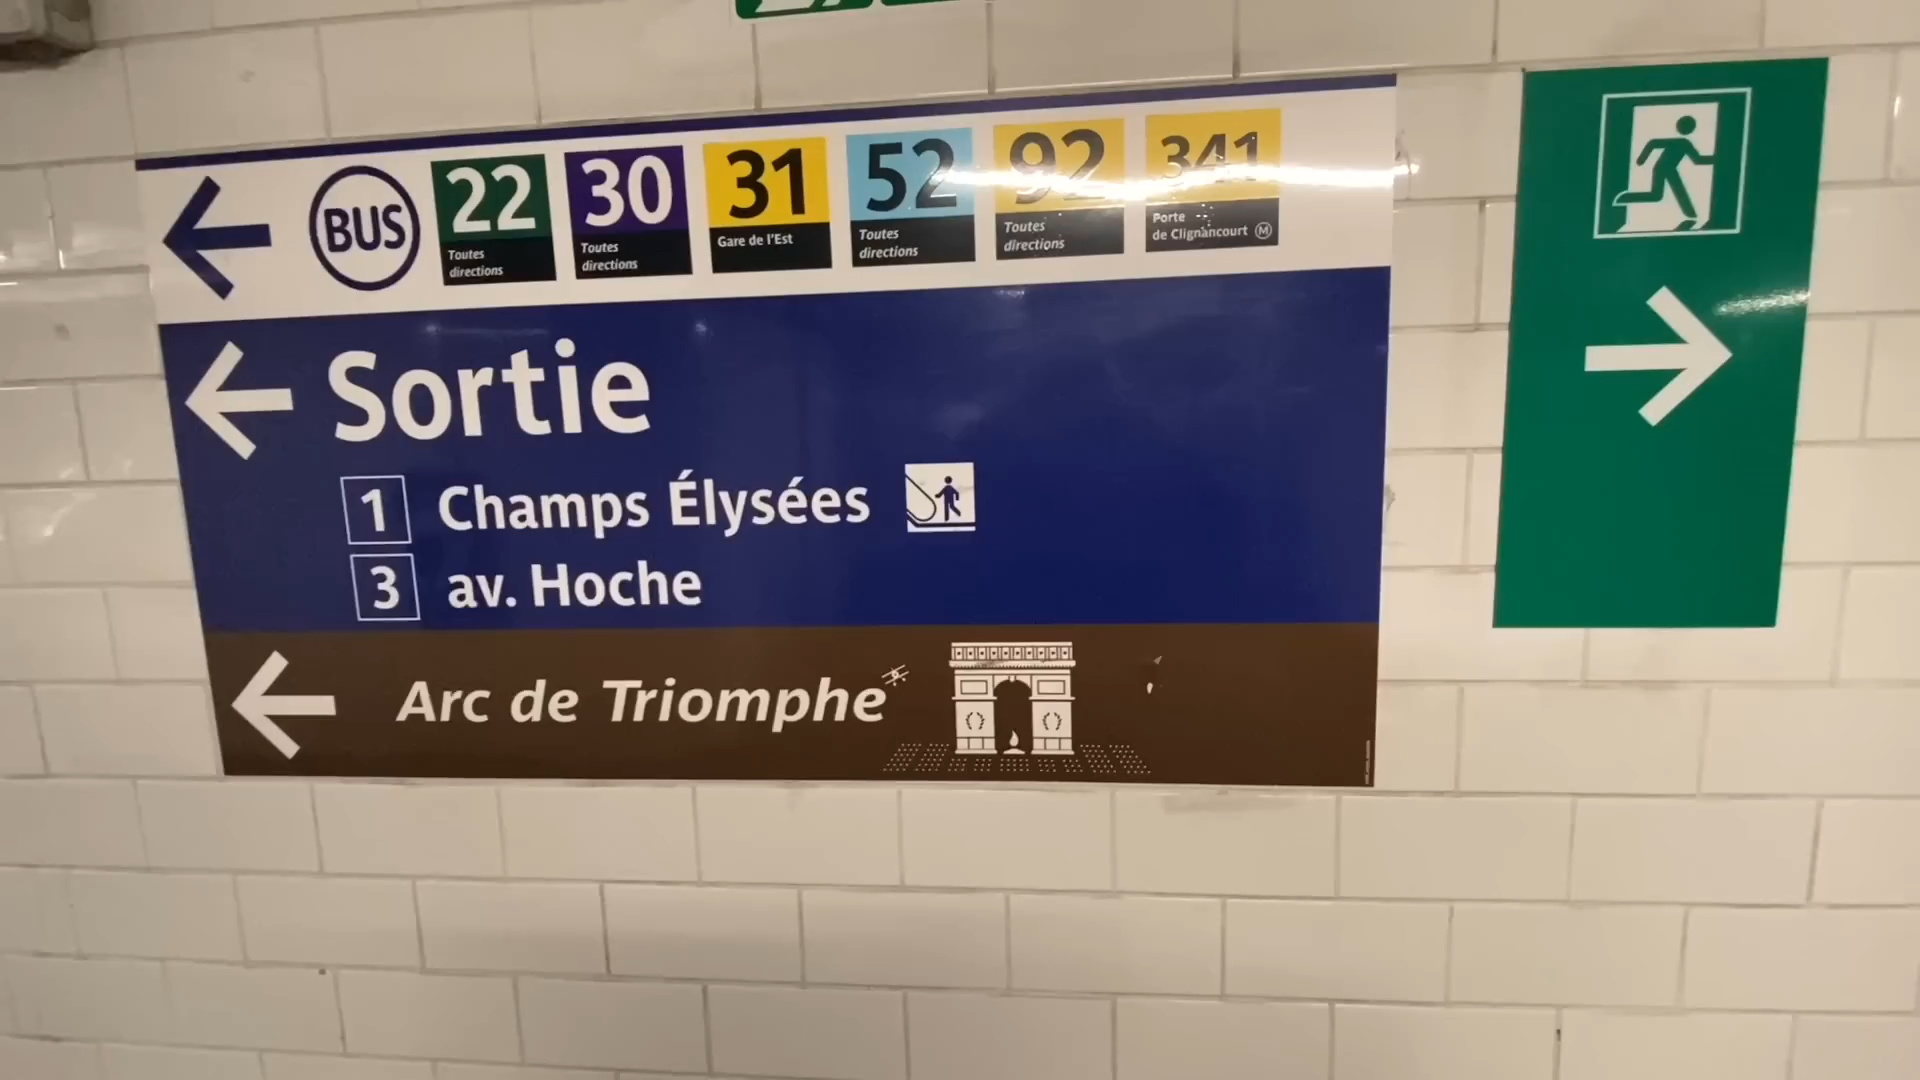 BUS 22 30 31 52 92 341
Toutes directions
Toutes directions
Gare de l'Est
Toutes directions
Toutes directions
Porte de Clignancourt M
Sortie
1 Champs Élysées
3 av. Hoche
Arc de Triomphe